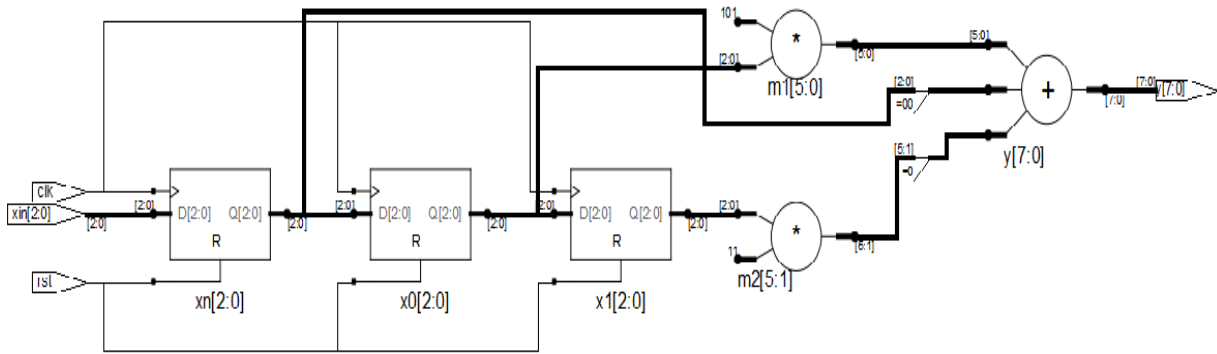 101
*
[5:0]
[5:0]
[2:0]
m1[5:0]
[2:0]
=00
+
[7:0]
[7:0]
y[7:0]
[5:1]
=0
y[7:0]
clk
xin[2:0]
[2:0]
[2:0]
D[2:0] Q[2:0]
R
[2:0]
[2:0]
D[2:0] Q[2:0]
R
[2:0]
[2:0]
D[2:0] Q[2:0]
R
[2:0]
[2:0]
*
11
m2[5:1]
rst
xn[2:0]
x0[2:0]
x1[2:0]